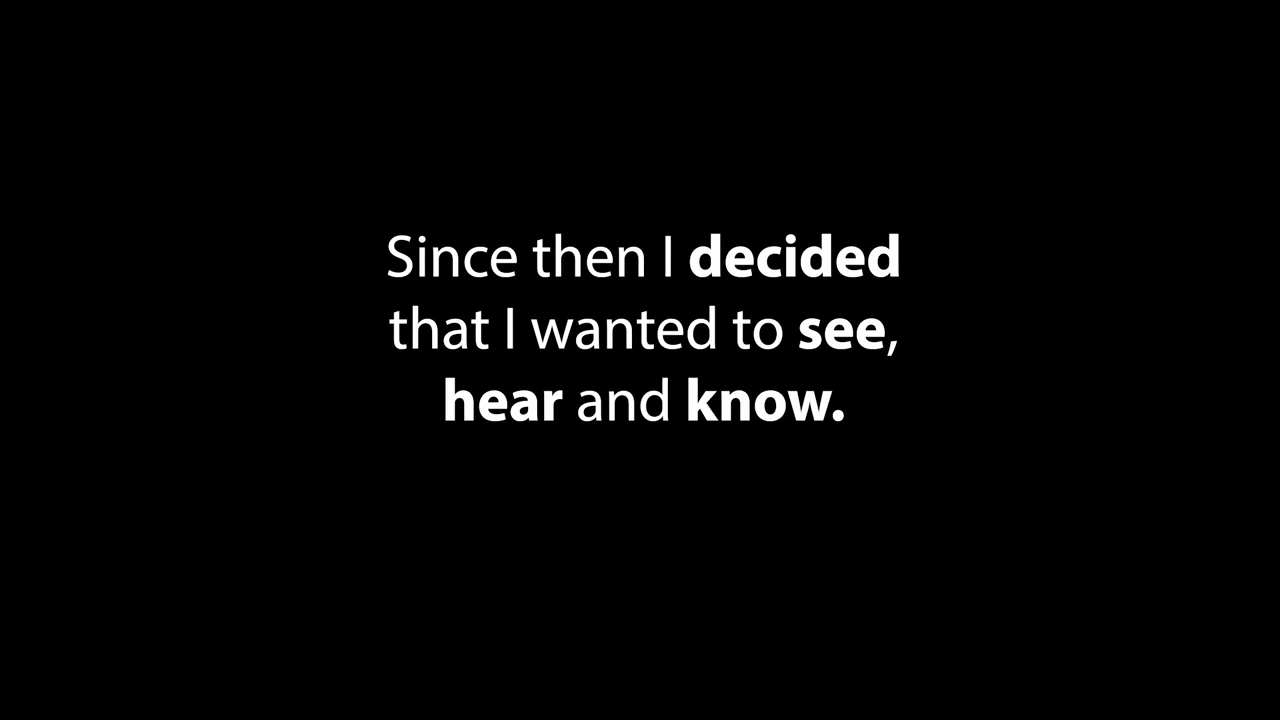 Since then I decided
that I wanted to see,
hear and know.